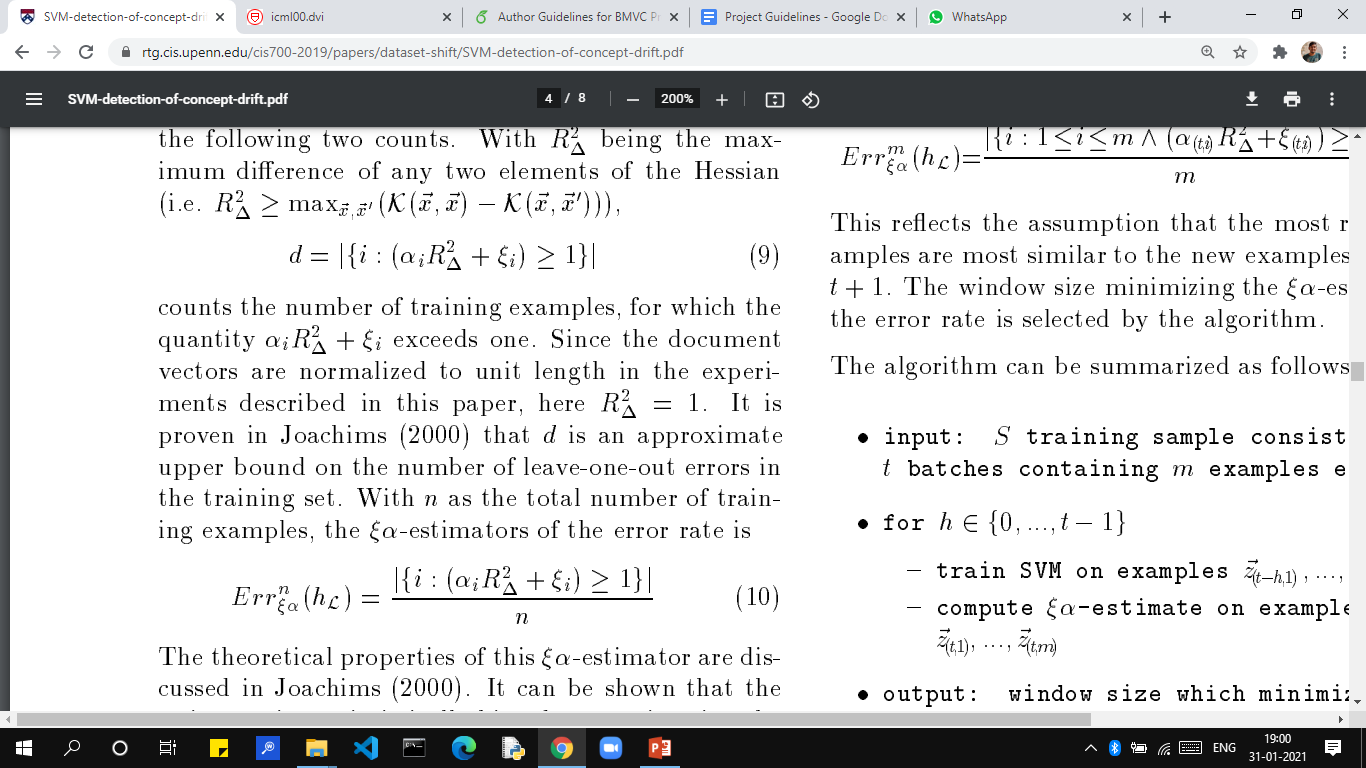 SVM-detection-of-concept-dri
icml00.dvi
Author Guidelines for BMVC P
Project Guidelines - Google Do
WhatsApp
rtg.cis.upenn.edu/cis700-2019/papers/dataset-shift/SVM-detection-of-concept-drift.pdf
SVM-detection-of-concept-drift.pdf
4 / 8
200%
the following two counts. With R²_Δ being the max-
imum difference of any two elements of the Hessian
(i.e. R²_Δ ≥ max_{x⃗,x⃗′}(K(x⃗, x⃗) − K(x⃗, x⃗′))),
d = |{i : (α_i R²_Δ + ξ_i) ≥ 1}| (9)
counts the number of training examples, for which the
quantity α_i R²_Δ + ξ_i exceeds one. Since the document
vectors are normalized to unit length in the experi-
ments described in this paper, here R²_Δ = 1. It is
proven in Joachims (2000) that d is an approximate
upper bound on the number of leave-one-out errors in
the training set. With n as the total number of train-
ing examples, the ξα-estimators of the error rate is
Err^n_{ξα}(h_L) = |{i : (α_i R²_Δ + ξ_i) ≥ 1}| / n (10)
The theoretical properties of this ξα-estimator are dis-
cussed in Joachims (2000). It can be shown that the
Err^m_{ξα}(h_L)= |{i : 1≤i≤m ∧ (α_(t,i) R²_Δ+ξ_(t,i)) ≥ / m
This reflects the assumption that the most r
amples are most similar to the new examples
t + 1. The window size minimizing the ξα-es
the error rate is selected by the algorithm.
The algorithm can be summarized as follows
• input: S training sample consist
t batches containing m examples e
• for h ∈ {0, ..., t − 1}
– train SVM on examples z⃗_(t−h,1), ...,
– compute ξα-estimate on example
z⃗_(t,1), ..., z⃗_(t,m)
• output: window size which minimiz
ENG
19:00
31-01-2021